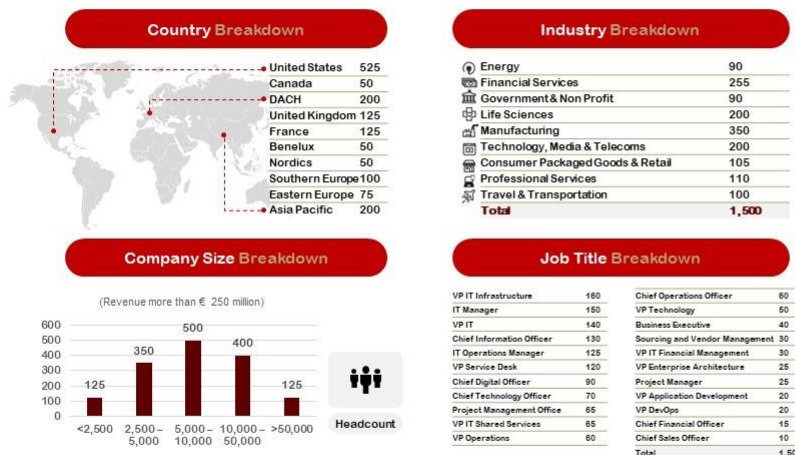 Country Breakdown
United States 525
Canada 50
DACH 200
United Kingdom 125
France 125
Benelux 50
Nordics 50
Southern Europe 100
Eastern Europe 75
Asia Pacific 200
Industry Breakdown
Energy 90
Financial Services 255
Government & Non Profit 90
Life Sciences 200
Manufacturing 350
Technology, Media & Telecoms 200
Consumer Packaged Goods & Retail 105
Professional Services 110
Travel & Transportation 100
Total 1,500
Company Size Breakdown
(Revenue more than € 250 million)
600
500
400
300
200
100
0
125
350
500
400
125
<2,500
2,500 – 5,000
5,000 – 10,000
10,000 – 50,000
>50,000
Headcount
Job Title Breakdown
VP IT Infrastructure 160
IT Manager 150
VP IT 140
Chief Information Officer 130
IT Operations Manager 125
VP Service Desk 120
Chief Digital Officer 90
Chief Technology Officer 70
Project Management Office 65
VP IT Shared Services 65
VP Operations 60
Chief Operations Officer 60
VP Technology 50
Business Executive 40
Sourcing and Vendor Management 30
VP IT Financial Management 30
VP Enterprise Architecture 25
Project Manager 25
VP Application Development 20
VP DevOps 20
Chief Financial Officer 15
Chief Sales Officer 10
Total